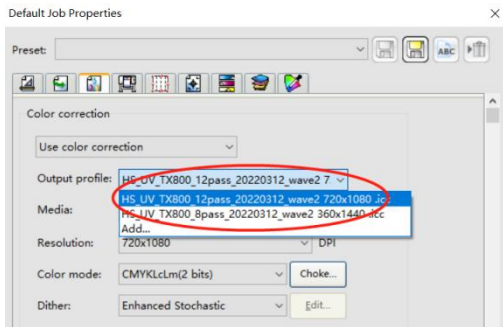 Default Job Properties
Preset:
ABC
Color correction
Use color correction
Output profile: HS_UV_TX800_12pass_20220312_wave2 7
HS_UV_TX800_12pass_20220312_wave2 720x1080 .icc
Media: HS_UV_TX800_8pass_20220312_wave2 360x1440 .icc
Add...
Resolution: 720x1080 DPI
Color mode: CMYKLcLm(2 bits) Choke...
Dither: Enhanced Stochastic Edit...